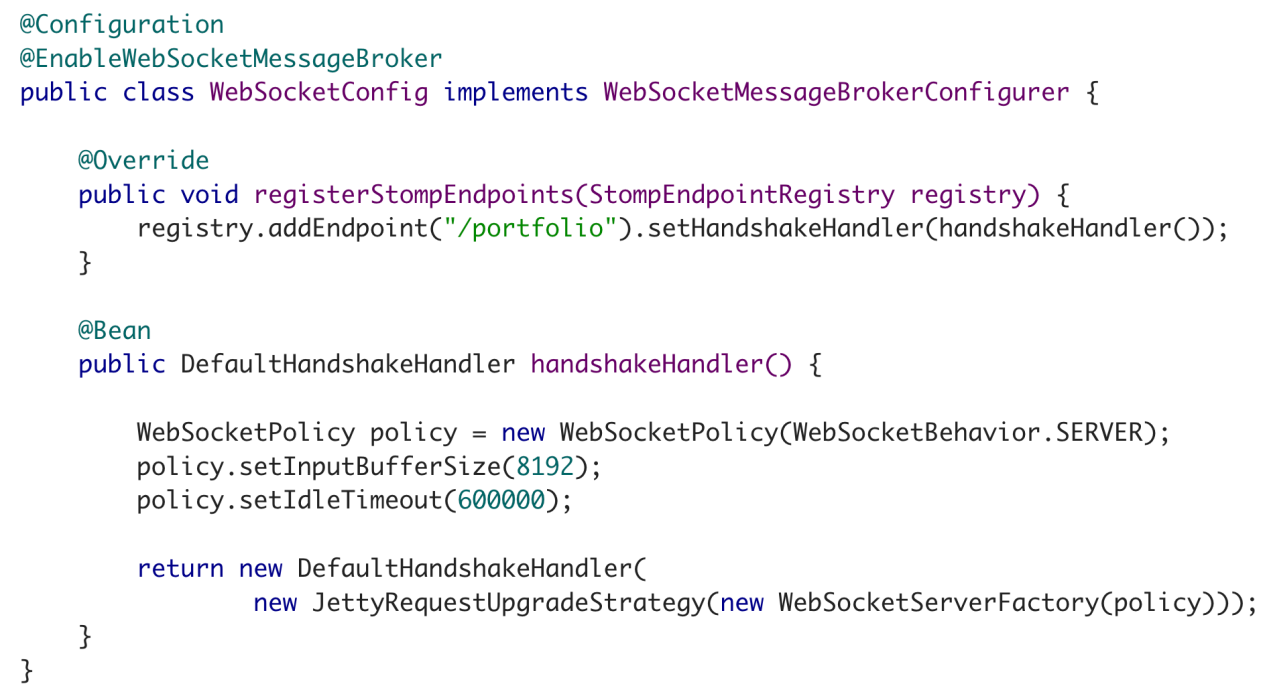 @Configuration
@EnableWebSocketMessageBroker
public class WebSocketConfig implements WebSocketMessageBrokerConfigurer {
@Override
public void registerStompEndpoints(StompEndpointRegistry registry) {
registry.addEndpoint("/portfolio").setHandshakeHandler(handshakeHandler());
}
@Bean
public DefaultHandshakeHandler handshakeHandler() {
WebSocketPolicy policy = new WebSocketPolicy(WebSocketBehavior.SERVER);
policy.setInputBufferSize(8192);
policy.setIdleTimeout(600000);
return new DefaultHandshakeHandler(
new JettyRequestUpgradeStrategy(new WebSocketServerFactory(policy)));
}
}